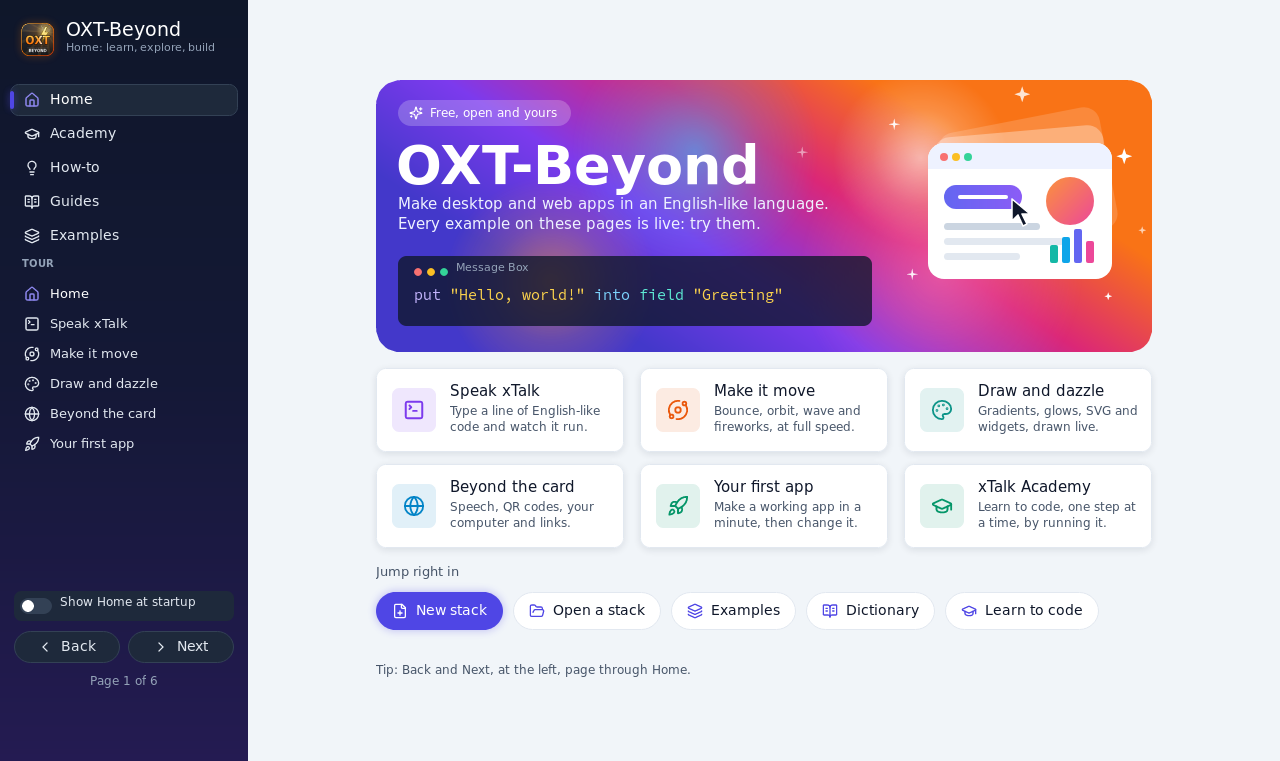 OXT
BEYOND
OXT-Beyond
Home: learn, explore, build
Home
Academy
How-to
Guides
Examples
TOUR
Home
Speak xTalk
Make it move
Draw and dazzle
Beyond the card
Your first app
Show Home at startup
Back
Next
Page 1 of 6
Free, open and yours
OXT-Beyond
Make desktop and web apps in an English-like language.
Every example on these pages is live: try them.
Message Box
put "Hello, world!" into field "Greeting"
Speak xTalk
Type a line of English-like
code and watch it run.
Make it move
Bounce, orbit, wave and
fireworks, at full speed.
Draw and dazzle
Gradients, glows, SVG and
widgets, drawn live.
Beyond the card
Speech, QR codes, your
computer and links.
Your first app
Make a working app in a
minute, then change it.
xTalk Academy
Learn to code, one step at
a time, by running it.
Jump right in
New stack
Open a stack
Examples
Dictionary
Learn to code
Tip: Back and Next, at the left, page through Home.